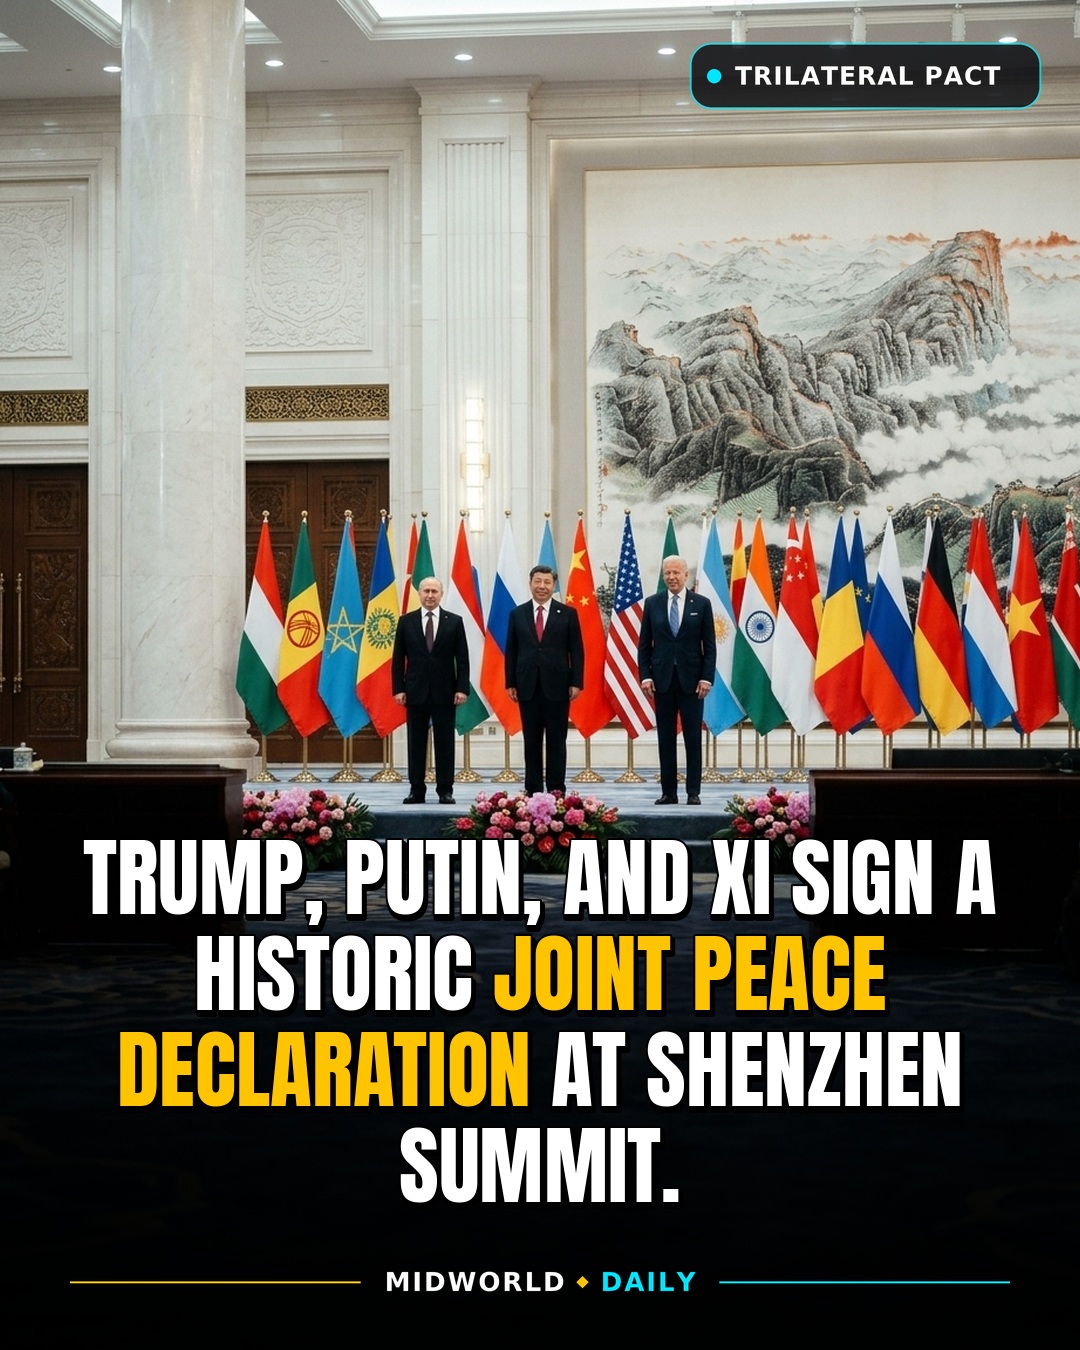 TRILATERAL PACT
TRUMP, PUTIN, AND XI SIGN A
HISTORIC JOINT PEACE
DECLARATION AT SHENZHEN
SUMMIT.
MIDWORLD DAILY